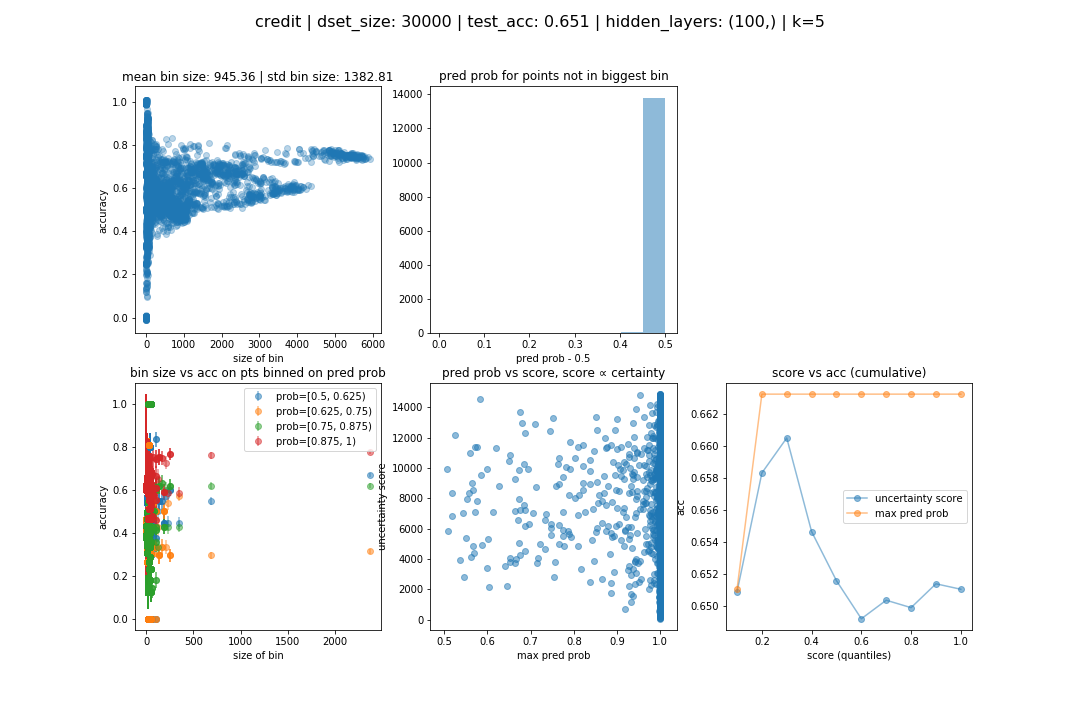 credit | dset_size: 30000 | test_acc: 0.651 | hidden_layers: (100,) | k=5
mean bin size: 945.36 | std bin size: 1382.81
1.0
0.8
0.6
0.4
0.2
0.0
accuracy
0 1000 2000 3000 4000 5000 6000
size of bin
pred prob for points not in biggest bin
14000
12000
10000
8000
6000
4000
2000
0
0.0 0.1 0.2 0.3 0.4 0.5
pred prob - 0.5
bin size vs acc on pts binned on pred prob
1.0
0.8
0.6
0.4
0.2
0.0
accuracy
prob=[0.5, 0.625)
prob=[0.625, 0.75)
prob=[0.75, 0.875)
prob=[0.875, 1)
0 500 1000 1500 2000
size of bin
pred prob vs score, score ∝ certainty
14000
12000
10000
8000
6000
4000
2000
0
uncertainty score
0.5 0.6 0.7 0.8 0.9 1.0
max pred prob
score vs acc (cumulative)
0.662
0.660
0.658
0.656
0.654
0.652
0.650
acc
uncertainty score
max pred prob
0.2 0.4 0.6 0.8 1.0
score (quantiles)